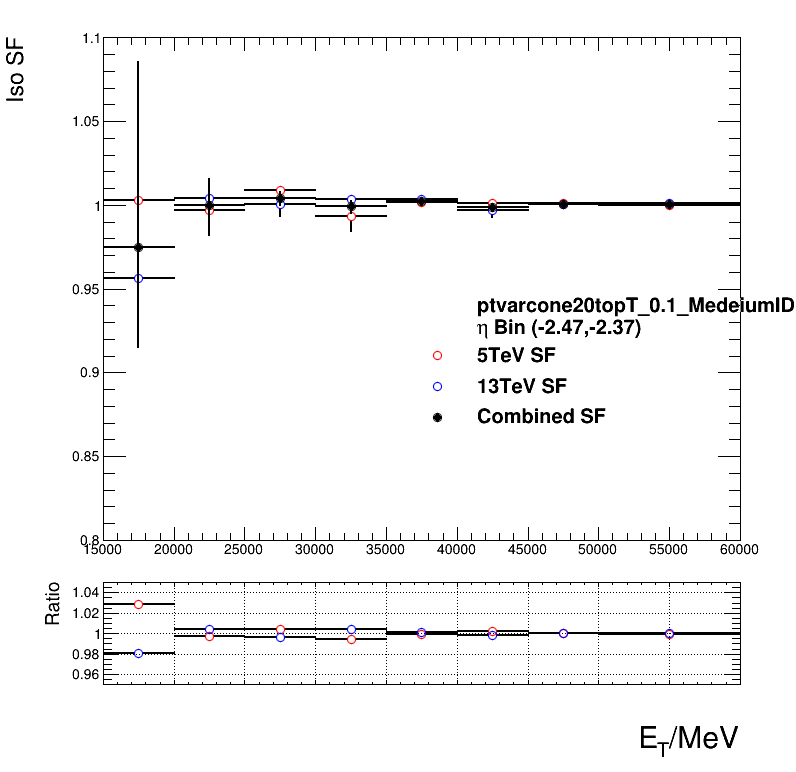 Iso SF
1.1
1.05
1
0.95
0.9
0.85
0.8
ptvarcone20topT_0.1_MedeiumID
η Bin (-2.47,-2.37)
5TeV SF
13TeV SF
Combined SF
15000 20000 25000 30000 35000 40000 45000 50000 55000 60000
Ratio
1.04
1.02
1
0.98
0.96
E_T/MeV